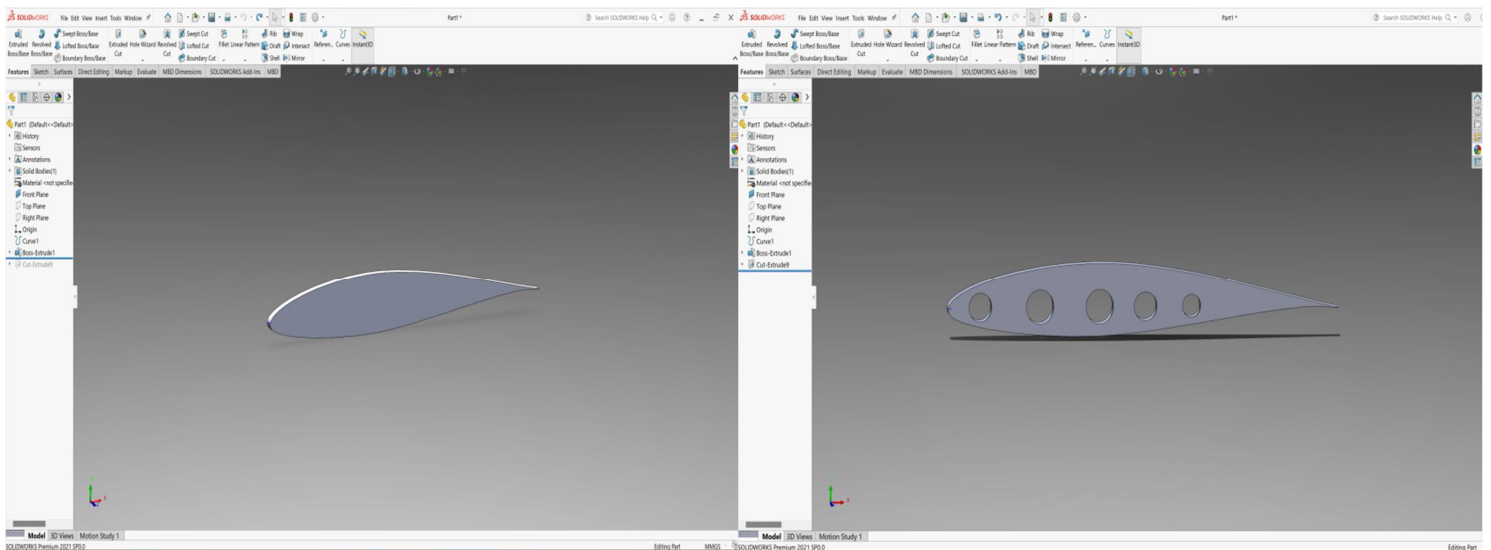 SOLIDWORKS File Edit View Insert Tools Window
Part1 *
Search SOLIDWORKS Help
Extruded Boss/Base
Revolved Boss/Base
Swept Boss/Base
Lofted Boss/Base
Boundary Boss/Base
Extruded Cut
Hole Wizard
Revolved Cut
Swept Cut
Lofted Cut
Boundary Cut
Fillet
Linear Pattern
Rib
Draft
Shell
Wrap
Intersect
Mirror
Referen...
Curves
Instant3D
Features Sketch Surfaces Direct Editing Markup Evaluate MBD Dimensions SOLIDWORKS Add-Ins MBD
Part1 (Default<<Default>
History
Sensors
Annotations
Solid Bodies(1)
Material <not specifie
Front Plane
Top Plane
Right Plane
Origin
Curve1
Boss-Extrude1
Cut-Extrude9
Model 3D Views Motion Study 1
SOLIDWORKS Premium 2021 SP0.0
Editing Part
MMGS
SOLIDWORKS File Edit View Insert Tools Window
Part1 *
Search SOLIDWORKS Help
Extruded Boss/Base
Revolved Boss/Base
Swept Boss/Base
Lofted Boss/Base
Boundary Boss/Base
Extruded Cut
Hole Wizard
Revolved Cut
Swept Cut
Lofted Cut
Boundary Cut
Fillet
Linear Pattern
Rib
Draft
Shell
Wrap
Intersect
Mirror
Referen...
Curves
Instant3D
Features Sketch Surfaces Direct Editing Markup Evaluate MBD Dimensions SOLIDWORKS Add-Ins MBD
Part1 (Default<<Default>
History
Sensors
Annotations
Solid Bodies(1)
Material <not specifie
Front Plane
Top Plane
Right Plane
Origin
Curve1
Boss-Extrude1
Cut-Extrude9
Model 3D Views Motion Study 1
SOLIDWORKS Premium 2021 SP0.0
Editing Part